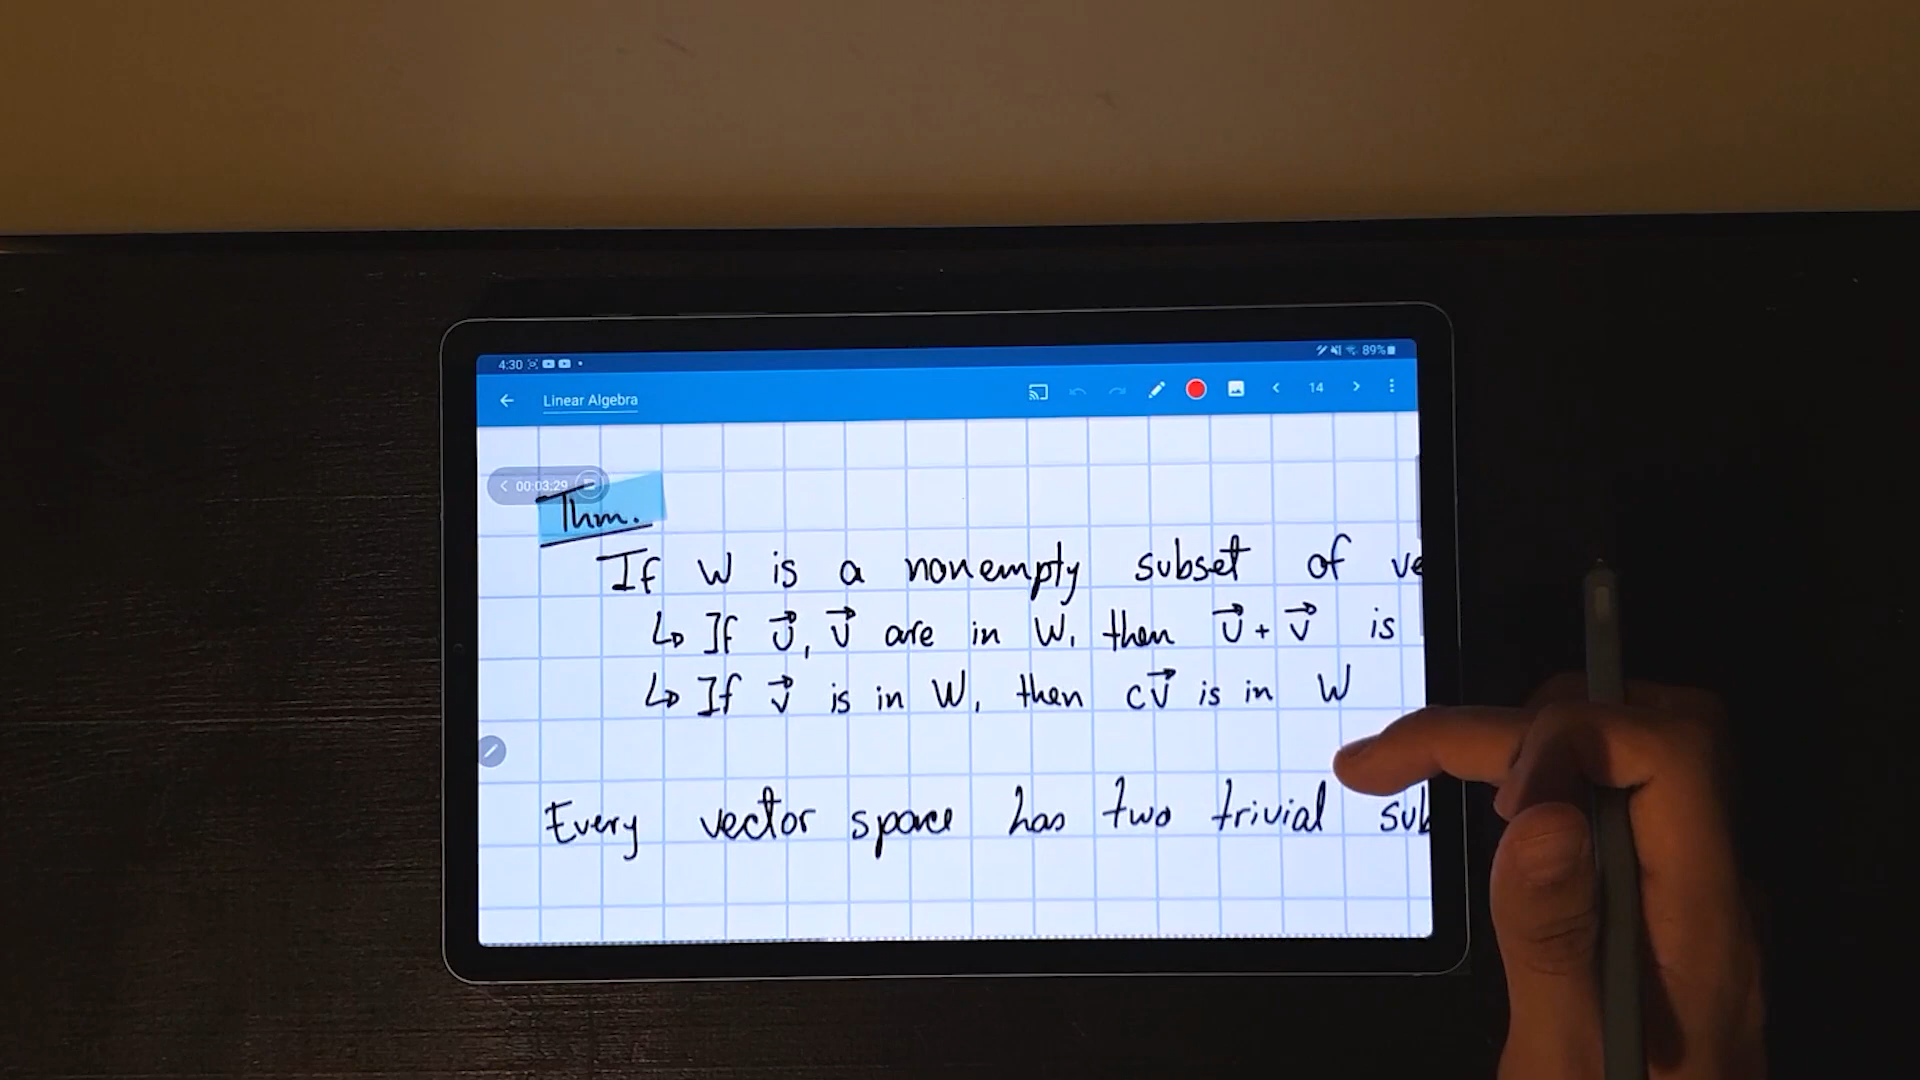 4:30 89%
Linear Algebra 14
00:03:29
Thm.
If W is a nonempty subset of ve
↳ If u⃗, v⃗ are in W, then u⃗ + v⃗ is
↳ If v⃗ is in W, then cv⃗ is in W
Every vector space has two trivial sub